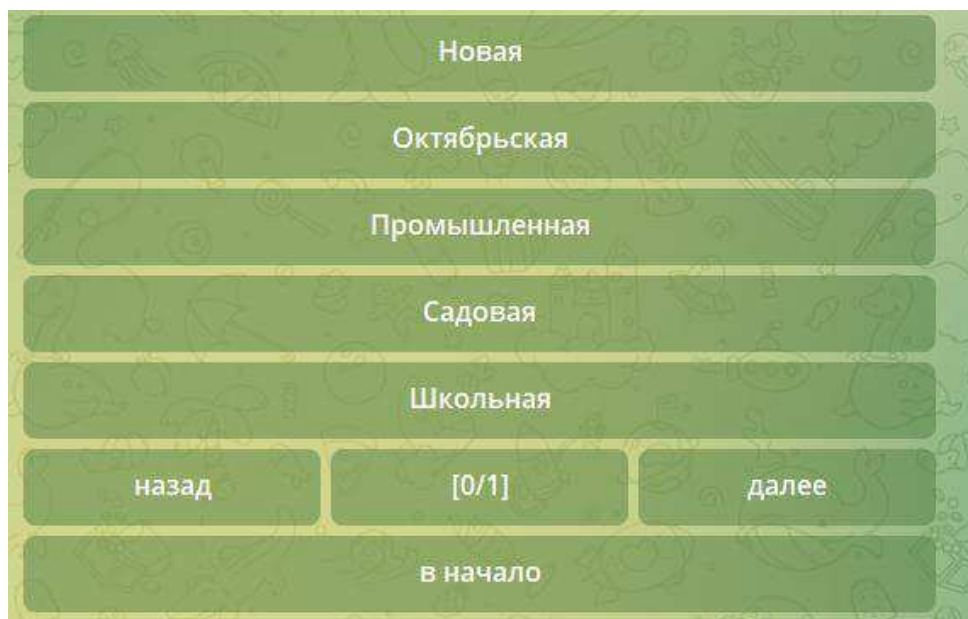 Новая
Октябрьская
Промышленная
Садовая
Школьная
назад [0/1] далее
в начало